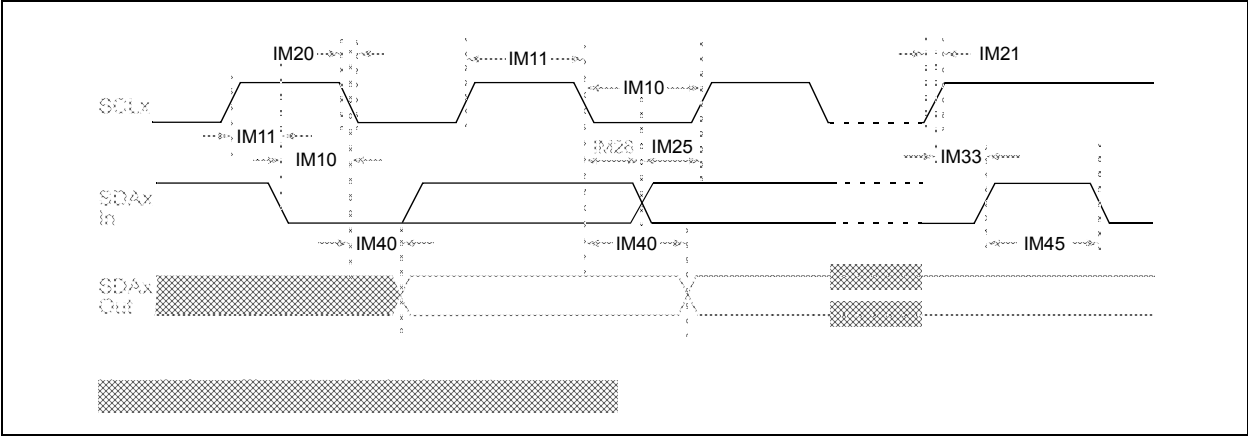 IM20
IM11
IM21
IM10
SCLx
IM11
IM10
IM26
IM25
IM33
SDAx
In
IM40
IM40
IM45
SDAx
Out